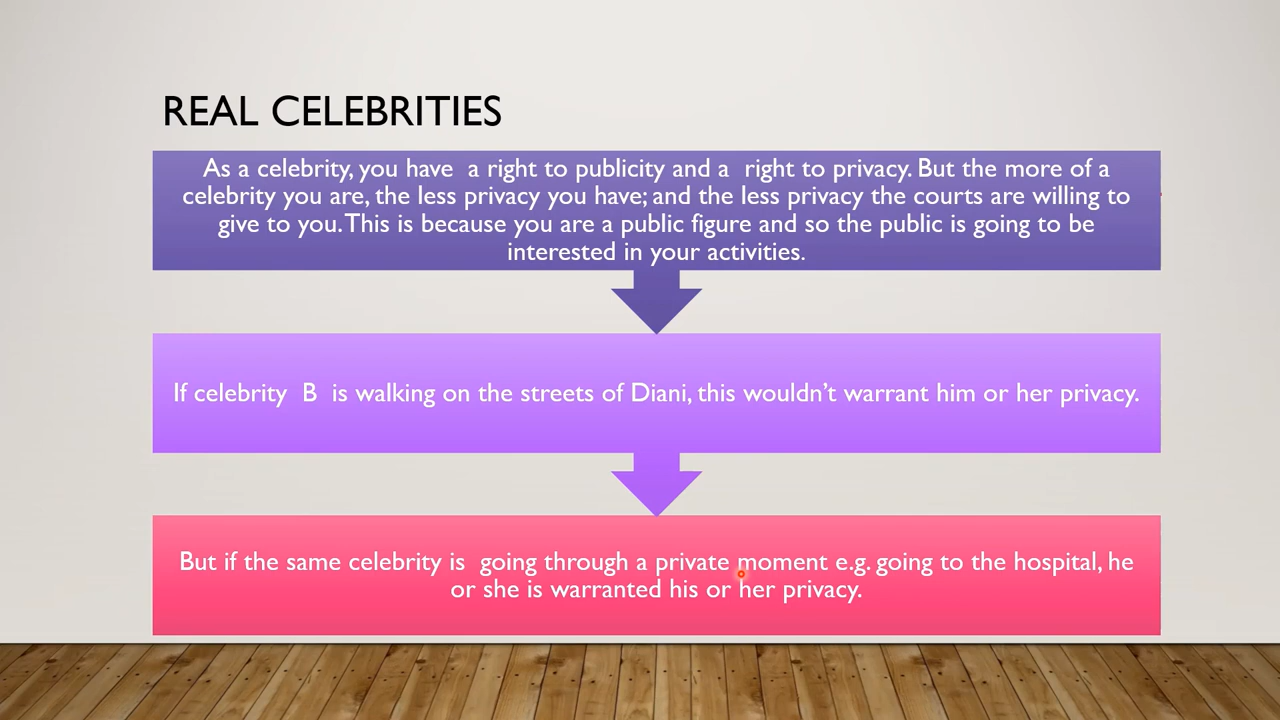 REAL CELEBRITIES
As a celebrity, you have  a right to publicity and a  right to privacy. But the more of a
celebrity you are, the less privacy you have; and the less privacy the courts are willing to
give to you. This is because you are a public figure and so the public is going to be
interested in your activities.
If celebrity  B  is walking on the streets of Diani, this wouldn’t warrant him or her privacy.
But if the same celebrity is  going through a private moment e.g. going to the hospital, he
or she is warranted his or her privacy.